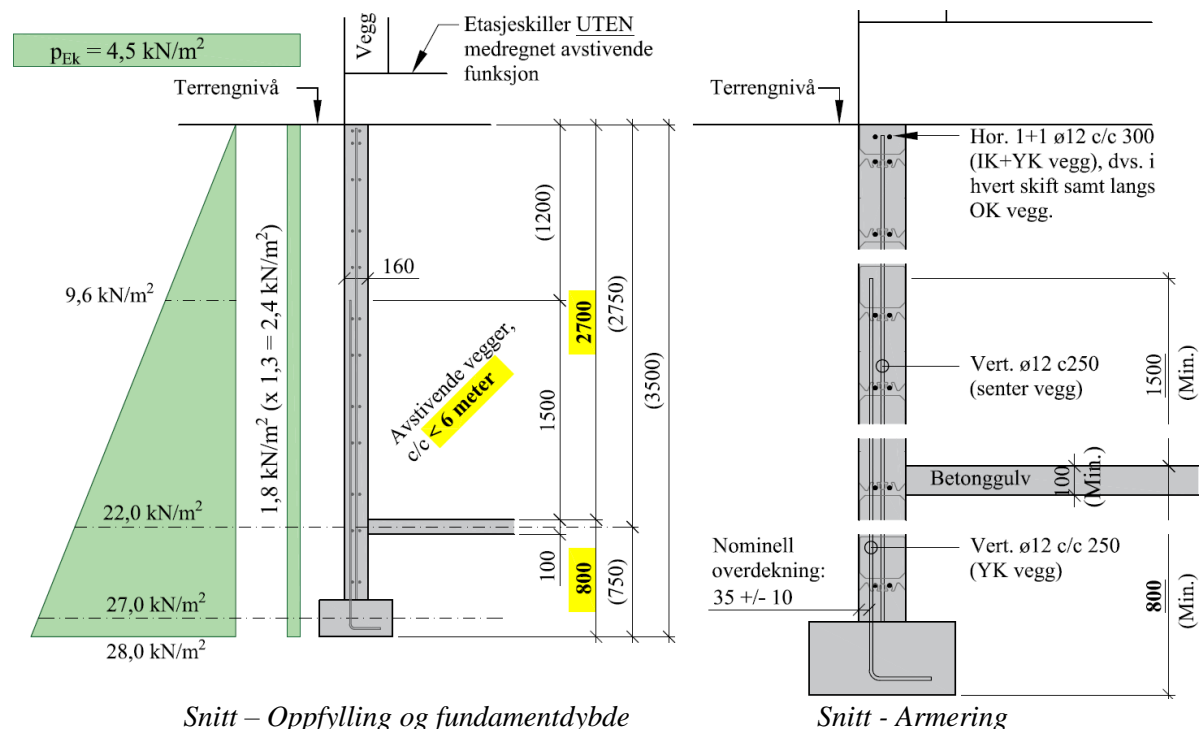 p_Ek = 4,5 kN/m²
Vegg
Etasjeskiller UTEN
medregnet avstivende
funksjon
Terrengnivå
(1200)
160
9,6 kN/m²
1,8 kN/m² (x 1,3 = 2,4 kN/m²)
2700
(2750)
(3500)
Avstivende vegger,
c/c < 6 meter
1500
22,0 kN/m²
100
800
(750)
27,0 kN/m²
28,0 kN/m²
Snitt – Oppfylling og fundamentdybde
Terrengnivå
Hor. 1+1 ø12 c/c 300
(IK+YK vegg), dvs. i
hvert skift samt langs
OK vegg.
Vert. ø12 c250
(senter vegg)
1500
(Min.)
Betonggulv
100
(Min.)
Nominell
overdekning:
35 +/- 10
Vert. ø12 c/c 250
(YK vegg)
800
(Min.)
Snitt - Armering